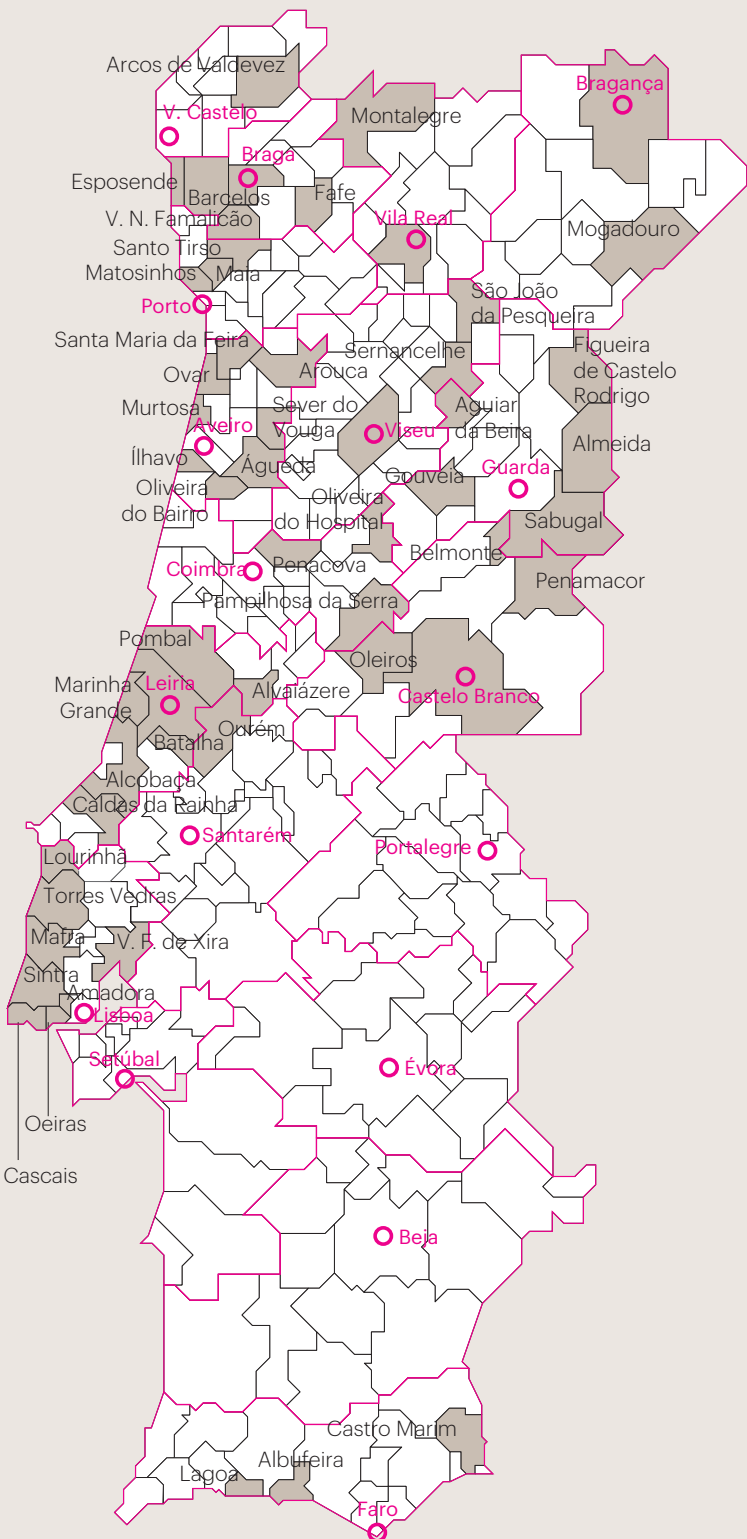 Arcos de Valdevez
Bragança
V. Castelo
Montalegre
Braga
Esposende
Barcelos
Fafe
V. N. Famalicão
Vila Real
Mogadouro
Santo Tirso
Matosinhos
Maia
Porto
São João
da Pesqueira
Santa Maria da Feira
Sernancelhe
Figueira
de Castelo
Rodrigo
Ovar
Arouca
Murtosa
Sever do
Vouga
Aguiar
da Beira
Aveiro
Viseu
Almeida
Ílhavo
Águeda
Gouveia
Guarda
Oliveira
do Bairro
Oliveira
do Hospital
Sabugal
Belmonte
Penacova
Coimbra
Penamacor
Pampilhosa da Serra
Pombal
Oleiros
Marinha
Grande
Leiria
Alvaiázere
Castelo Branco
Ourém
Batalha
Alcobaça
Caldas da Rainha
Santarém
Portalegre
Lourinhã
Torres Vedras
Mafra
V. F. de Xira
Sintra
Amadora
Lisboa
Setúbal
Évora
Oeiras
Cascais
Beja
Castro Marim
Albufeira
Lagoa
Faro